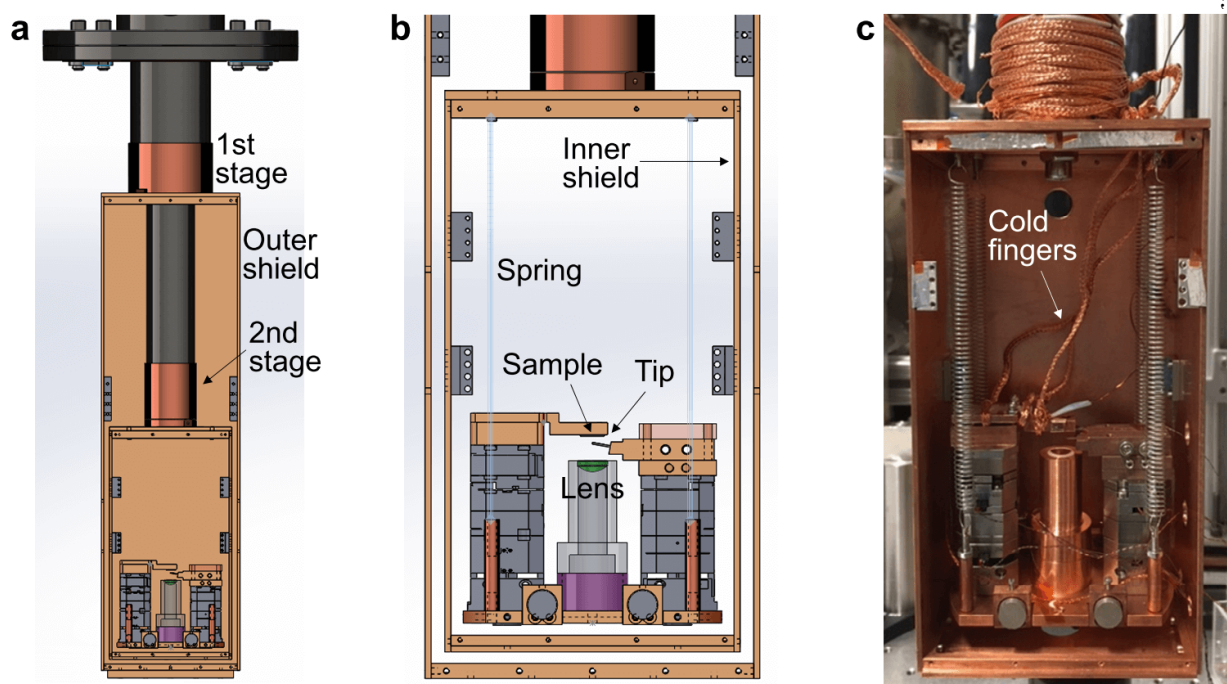 a
1st
stage
Outer
shield
2nd
stage
b
Inner
shield
Spring
Sample
Tip
Lens
c
Cold
fingers